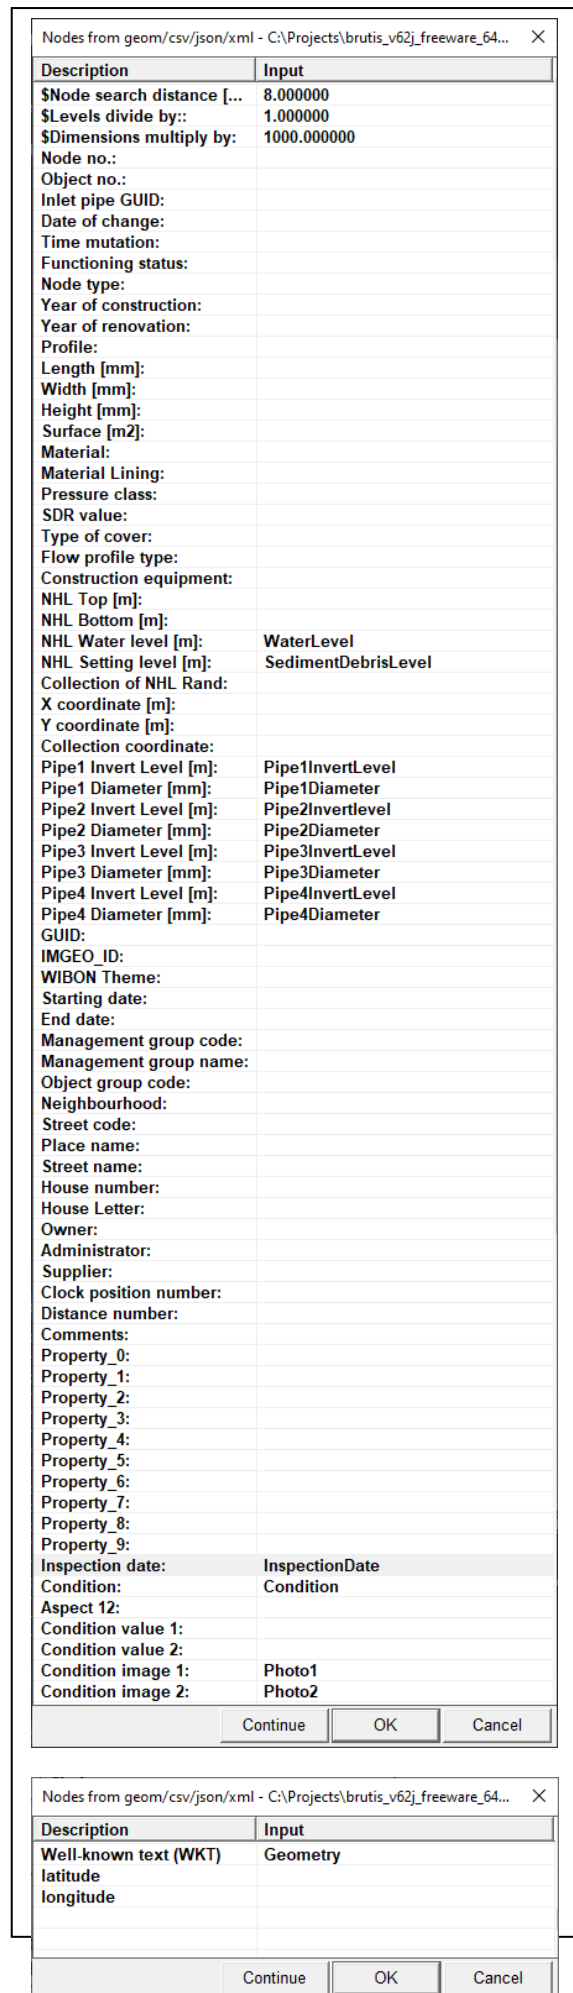 Nodes from geom/csv/json/xml - C:\Projects\brutis_v62j_freeware_64...
Description Input
$Node search distance [... 8.000000
$Levels divide by:: 1.000000
$Dimensions multiply by: 1000.000000
Node no.:
Object no.:
Inlet pipe GUID:
Date of change:
Time mutation:
Functioning status:
Node type:
Year of construction:
Year of renovation:
Profile:
Length [mm]:
Width [mm]:
Height [mm]:
Surface [m2]:
Material:
Material Lining:
Pressure class:
SDR value:
Type of cover:
Flow profile type:
Construction equipment:
NHL Top [m]:
NHL Bottom [m]:
NHL Water level [m]: WaterLevel
NHL Setting level [m]: SedimentDebrisLevel
Collection of NHL Rand:
X coordinate [m]:
Y coordinate [m]:
Collection coordinate:
Pipe1 Invert Level [m]: Pipe1InvertLevel
Pipe1 Diameter [mm]: Pipe1Diameter
Pipe2 Invert Level [m]: Pipe2Invertlevel
Pipe2 Diameter [mm]: Pipe2Diameter
Pipe3 Invert Level [m]: Pipe3InvertLevel
Pipe3 Diameter [mm]: Pipe3Diameter
Pipe4 Invert Level [m]: Pipe4InvertLevel
Pipe4 Diameter [mm]: Pipe4Diameter
GUID:
IMGEO_ID:
WIBON Theme:
Starting date:
End date:
Management group code:
Management group name:
Object group code:
Neighbourhood:
Street code:
Place name:
Street name:
House number:
House Letter:
Owner:
Administrator:
Supplier:
Clock position number:
Distance number:
Comments:
Property_0:
Property_1:
Property_2:
Property_3:
Property_4:
Property_5:
Property_6:
Property_7:
Property_8:
Property_9:
Inspection date: InspectionDate
Condition: Condition
Aspect 12:
Condition value 1:
Condition value 2:
Condition image 1: Photo1
Condition image 2: Photo2
Continue OK Cancel
Nodes from geom/csv/json/xml - C:\Projects\brutis_v62j_freeware_64...
Description Input
Well-known text (WKT) Geometry
latitude
longitude
Continue OK Cancel